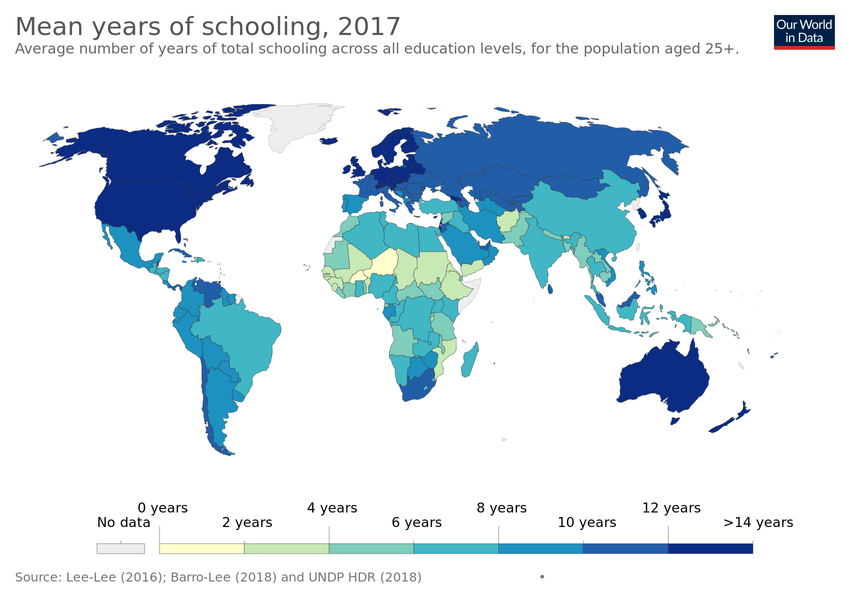 Mean years of schooling, 2017
Our World
in Data
Average number of years of total schooling across all education levels, for the population aged 25+.
0 years 4 years 8 years 12 years
No data 2 years 6 years 10 years >14 years
Source: Lee-Lee (2016); Barro-Lee (2018) and UNDP HDR (2018) •